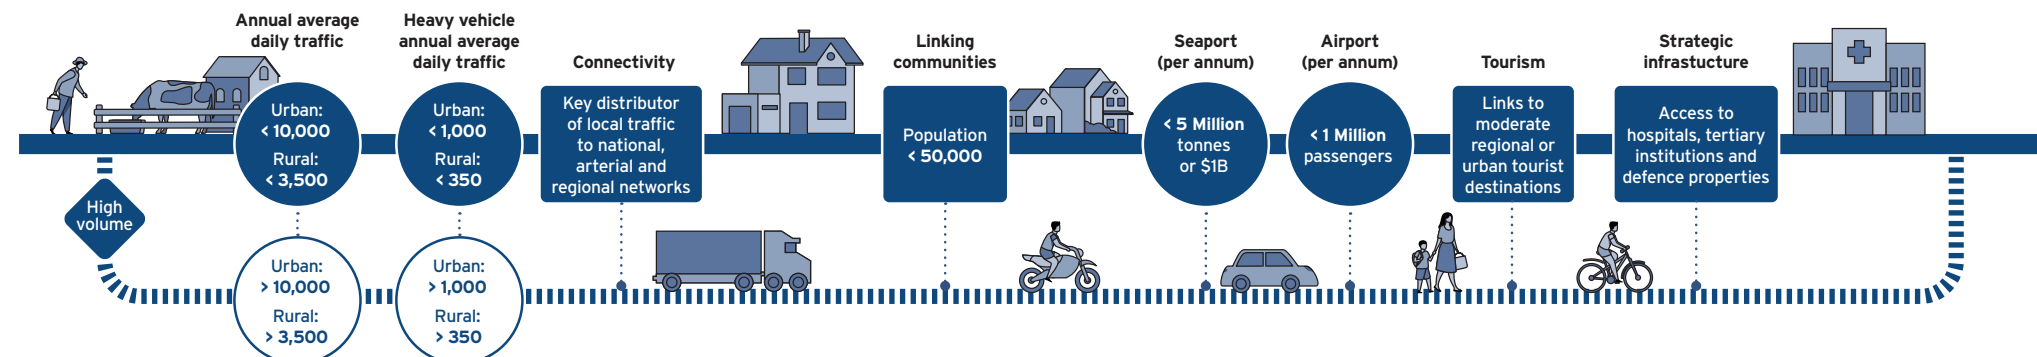 Annual average
daily traffic
Urban:
< 10,000
Rural:
< 3,500
Heavy vehicle
annual average
daily traffic
Urban:
< 1,000
Rural:
< 350
Connectivity
Key distributor
of local traffic
to national,
arterial and
regional networks
Linking
communities
Population
< 50,000
Seaport
(per annum)
< 5 Million
tonnes
or $1B
Airport
(per annum)
< 1 Million
passengers
Tourism
Links to
moderate
regional or
urban tourist
destinations
Strategic
infrastucture
Access to
hospitals, tertiary
institutions and
defence properties
High
volume
Urban:
> 10,000
Rural:
> 3,500
Urban:
> 1,000
Rural:
> 350